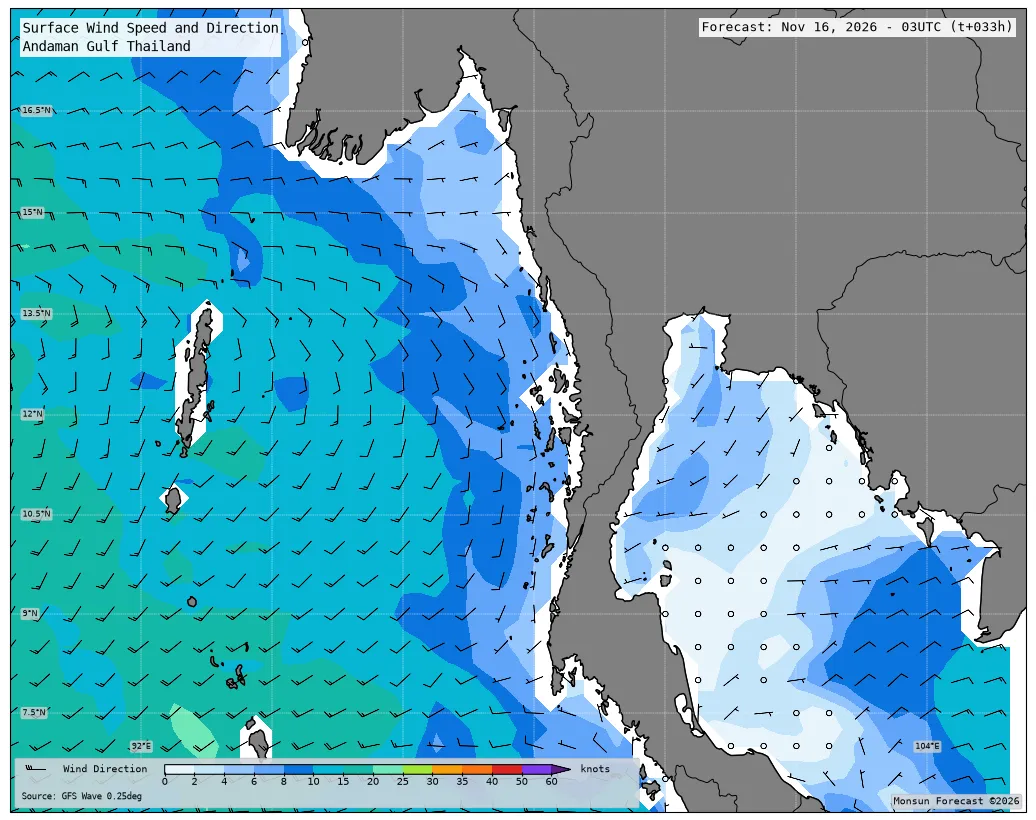 Surface Wind Speed and Direction
Andaman Gulf Thailand
Forecast: Nov 16, 2026 - 03UTC (t+033h)
16.5°N
15°N
13.5°N
12°N
10.5°N
9°N
7.5°N
92°E
104°E
Wind Direction
knots
0 2 4 6 8 10 15 20 25 30 35 40 50 60
Source: GFS Wave 0.25deg
Monsun Forecast ©2026